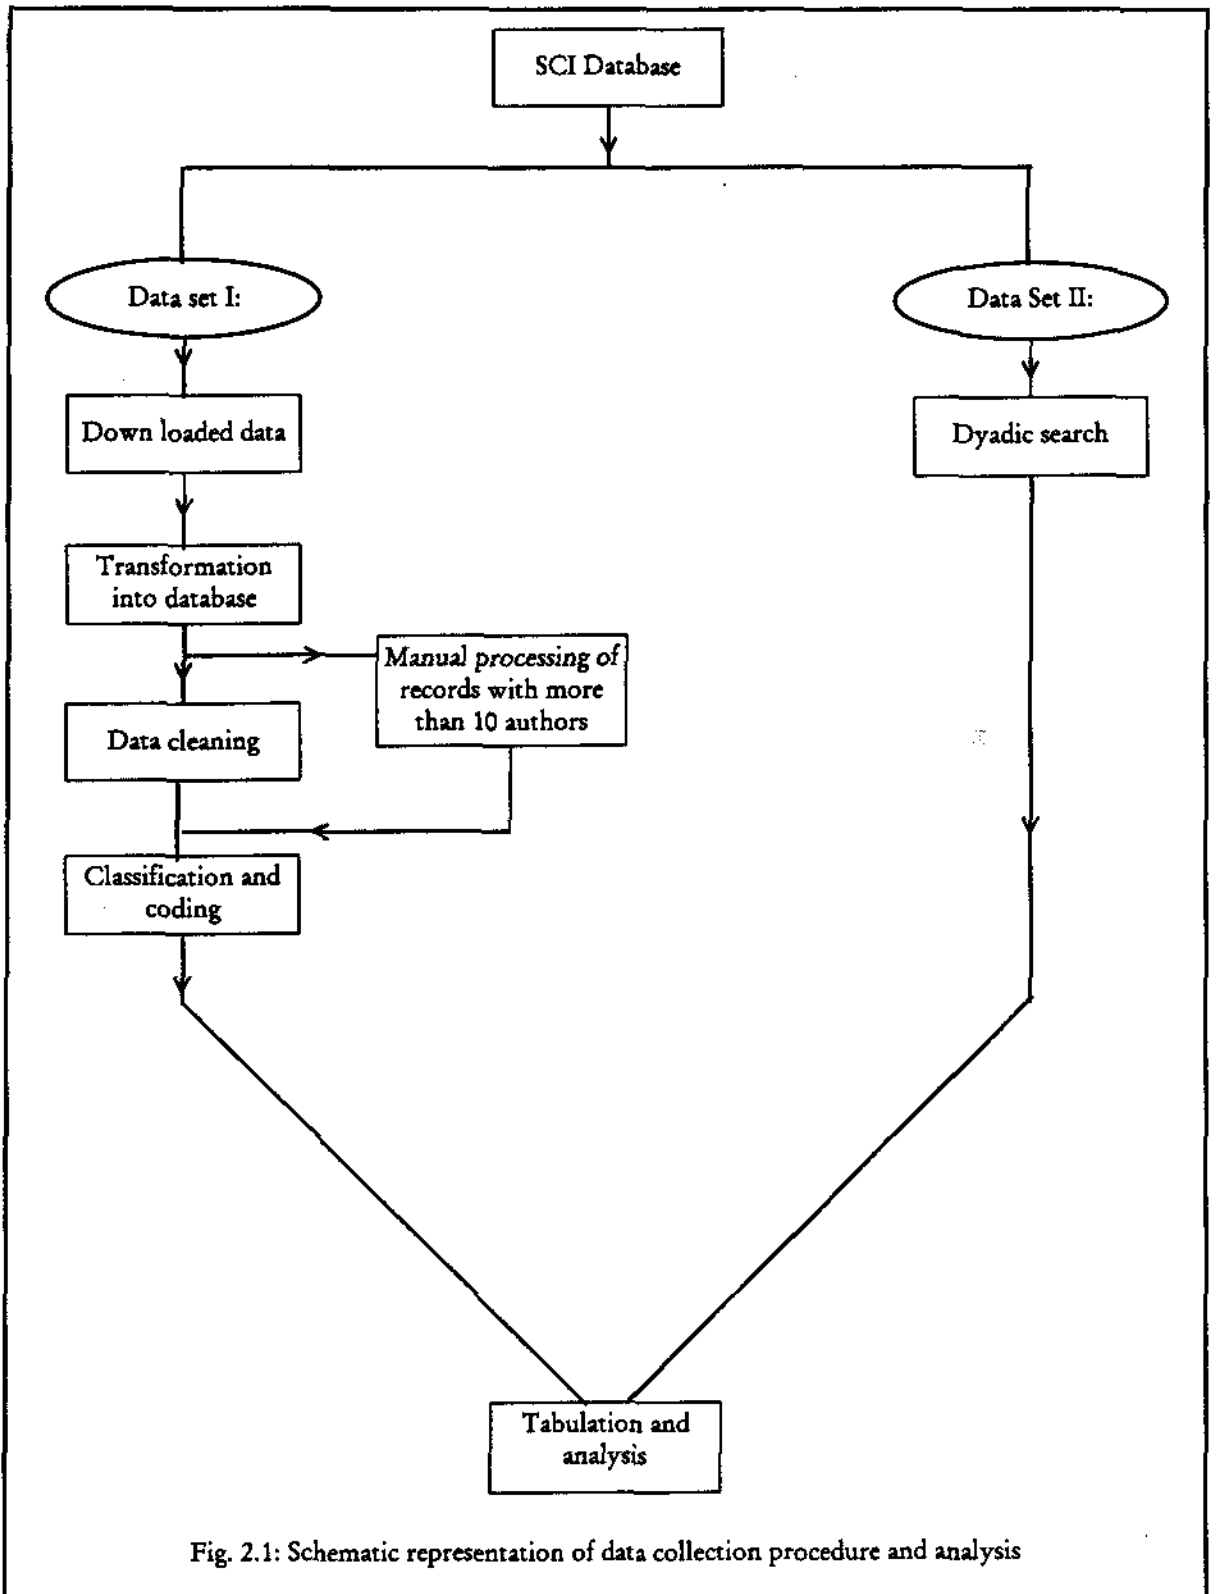 SCI Database
Data set I:
Data Set II:
Down loaded data
Dyadic search
Transformation
into database
Manual processing of
records with more
than 10 authors
Data cleaning
Classification and
coding
Tabulation and
analysis
Fig. 2.1: Schematic representation of data collection procedure and analysis